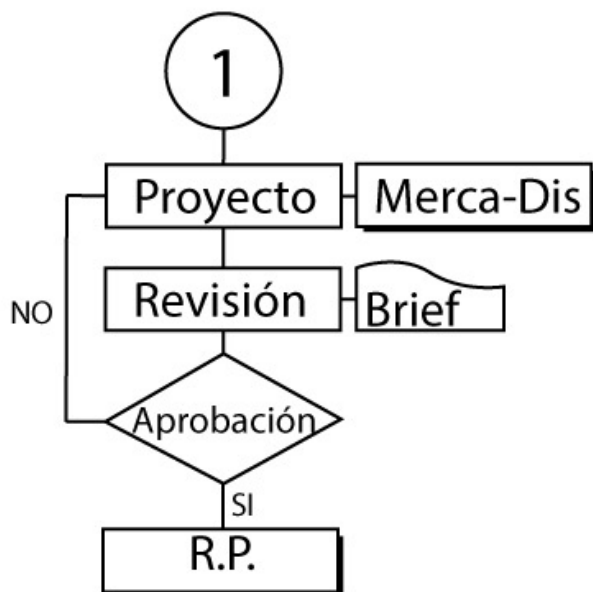 1
Proyecto
Merca-Dis
Revisión
Brief
NO
Aprobación
SI
R.P.